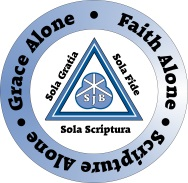 • Grace Alone • Faith Alone • Scripture Alone
Sola Gratia
Sola Fide
Sola Scriptura
SJB